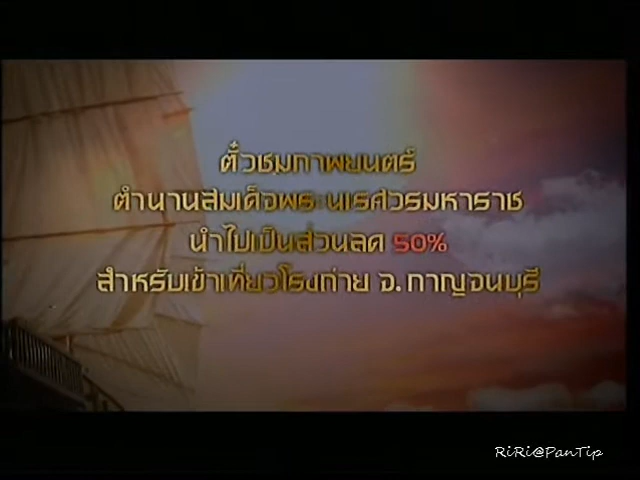 ตั๋วชมภาพยนตร์
ตำนานสมเด็จพระนเรศวรมหาราช
นำไปเป็นส่วนลด 50%
สำหรับเข้าเที่ยวโรงถ่าย จ.กาญจนบุรี
RiRi@PanTip